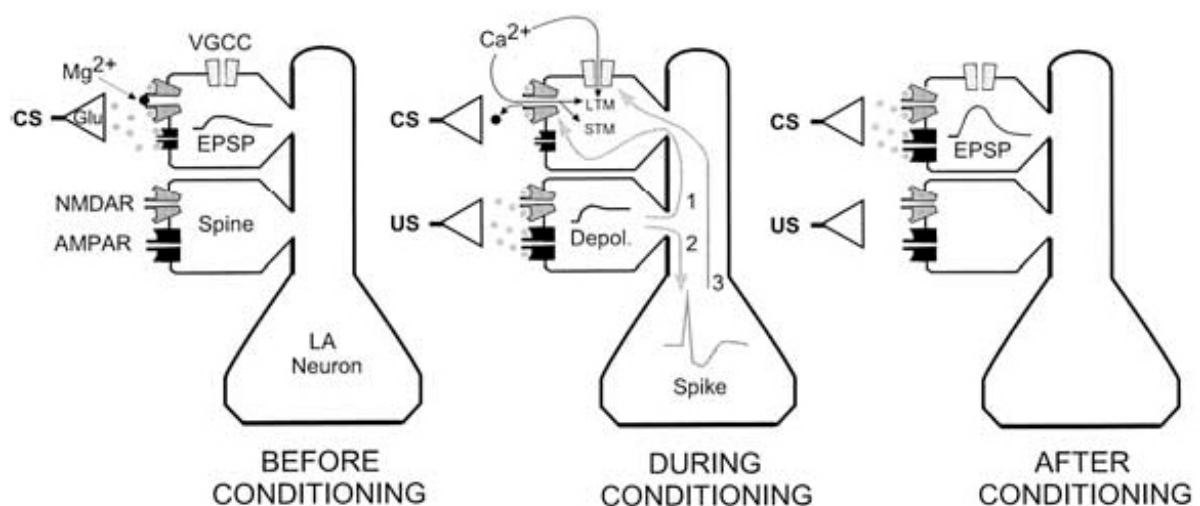 VGCC
Mg2+
CS
Glu
EPSP
NMDAR
AMPAR
Spine
LA
Neuron
BEFORE
CONDITIONING
Ca2+
CS
LTM
STM
US
Depol.
1
2
3
Spike
DURING
CONDITIONING
CS
EPSP
US
AFTER
CONDITIONING